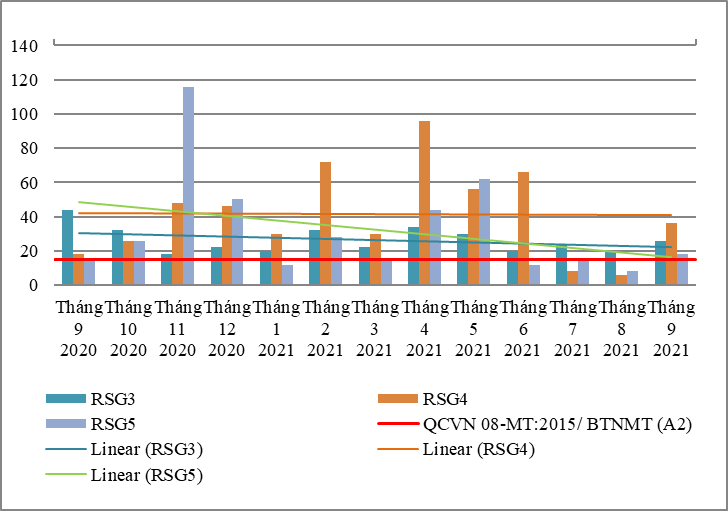 140
120
100
80
60
40
20
0
Tháng Tháng Tháng Tháng Tháng Tháng Tháng Tháng Tháng Tháng Tháng Tháng Tháng
9 10 11 12 1 2 3 4 5 6 7 8 9
2020 2020 2020 2020 2021 2021 2021 2021 2021 2021 2021 2021 2021
RSG3 RSG4
RSG5 QCVN 08-MT:2015/ BTNMT (A2)
Linear (RSG3) Linear (RSG4)
Linear (RSG5)